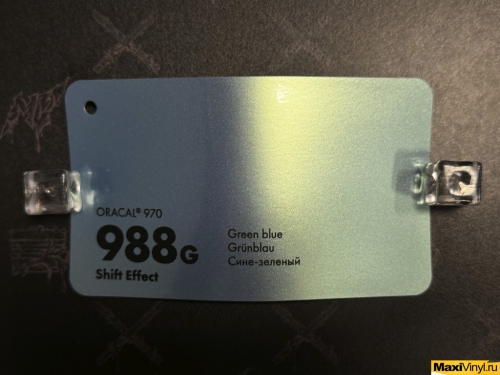 ORACAL® 970
988G
Shift Effect
Green blue
Grünblau
Сине-зеленый
MaxiVinyl.ru